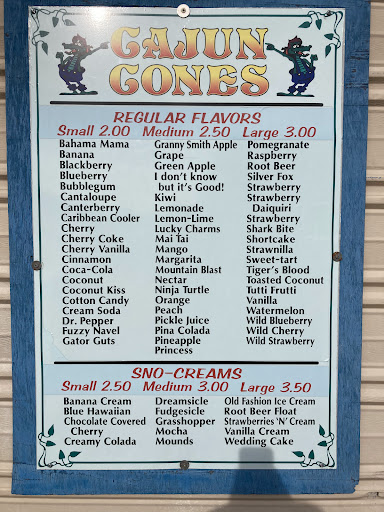 CAJUN
CONES
REGULAR FLAVORS
Small 2.00 Medium 2.50 Large 3.00
Bahama Mama
Banana
Blackberry
Blueberry
Bubblegum
Cantaloupe
Canterberry
Caribbean Cooler
Cherry
Cherry Coke
Cherry Vanilla
Cinnamon
Coca-Cola
Coconut
Coconut Kiss
Cotton Candy
Cream Soda
Dr. Pepper
Fuzzy Navel
Gator Guts
Granny Smith Apple
Grape
Green Apple
I don't know
but it's Good!
Kiwi
Lemonade
Lemon-Lime
Lucky Charms
Mai Tai
Mango
Margarita
Mountain Blast
Nectar
Ninja Turtle
Orange
Peach
Pickle Juice
Pina Colada
Pineapple
Princess
Pomegranate
Raspberry
Root Beer
Silver Fox
Strawberry
Strawberry
Daiquiri
Strawberry
Shark Bite
Shortcake
Strawnilla
Sweet-tart
Tiger's Blood
Toasted Coconut
Tutti Frutti
Vanilla
Watermelon
Wild Blueberry
Wild Cherry
Wild Strawberry
SNO-CREAMS
Small 2.50 Medium 3.00 Large 3.50
Banana Cream
Blue Hawaiian
Chocolate Covered
Cherry
Creamy Colada
Dreamsicle
Fudgesicle
Grasshopper
Mocha
Mounds
Old Fashion Ice Cream
Root Beer Float
Strawberries 'N' Cream
Vanilla Cream
Wedding Cake